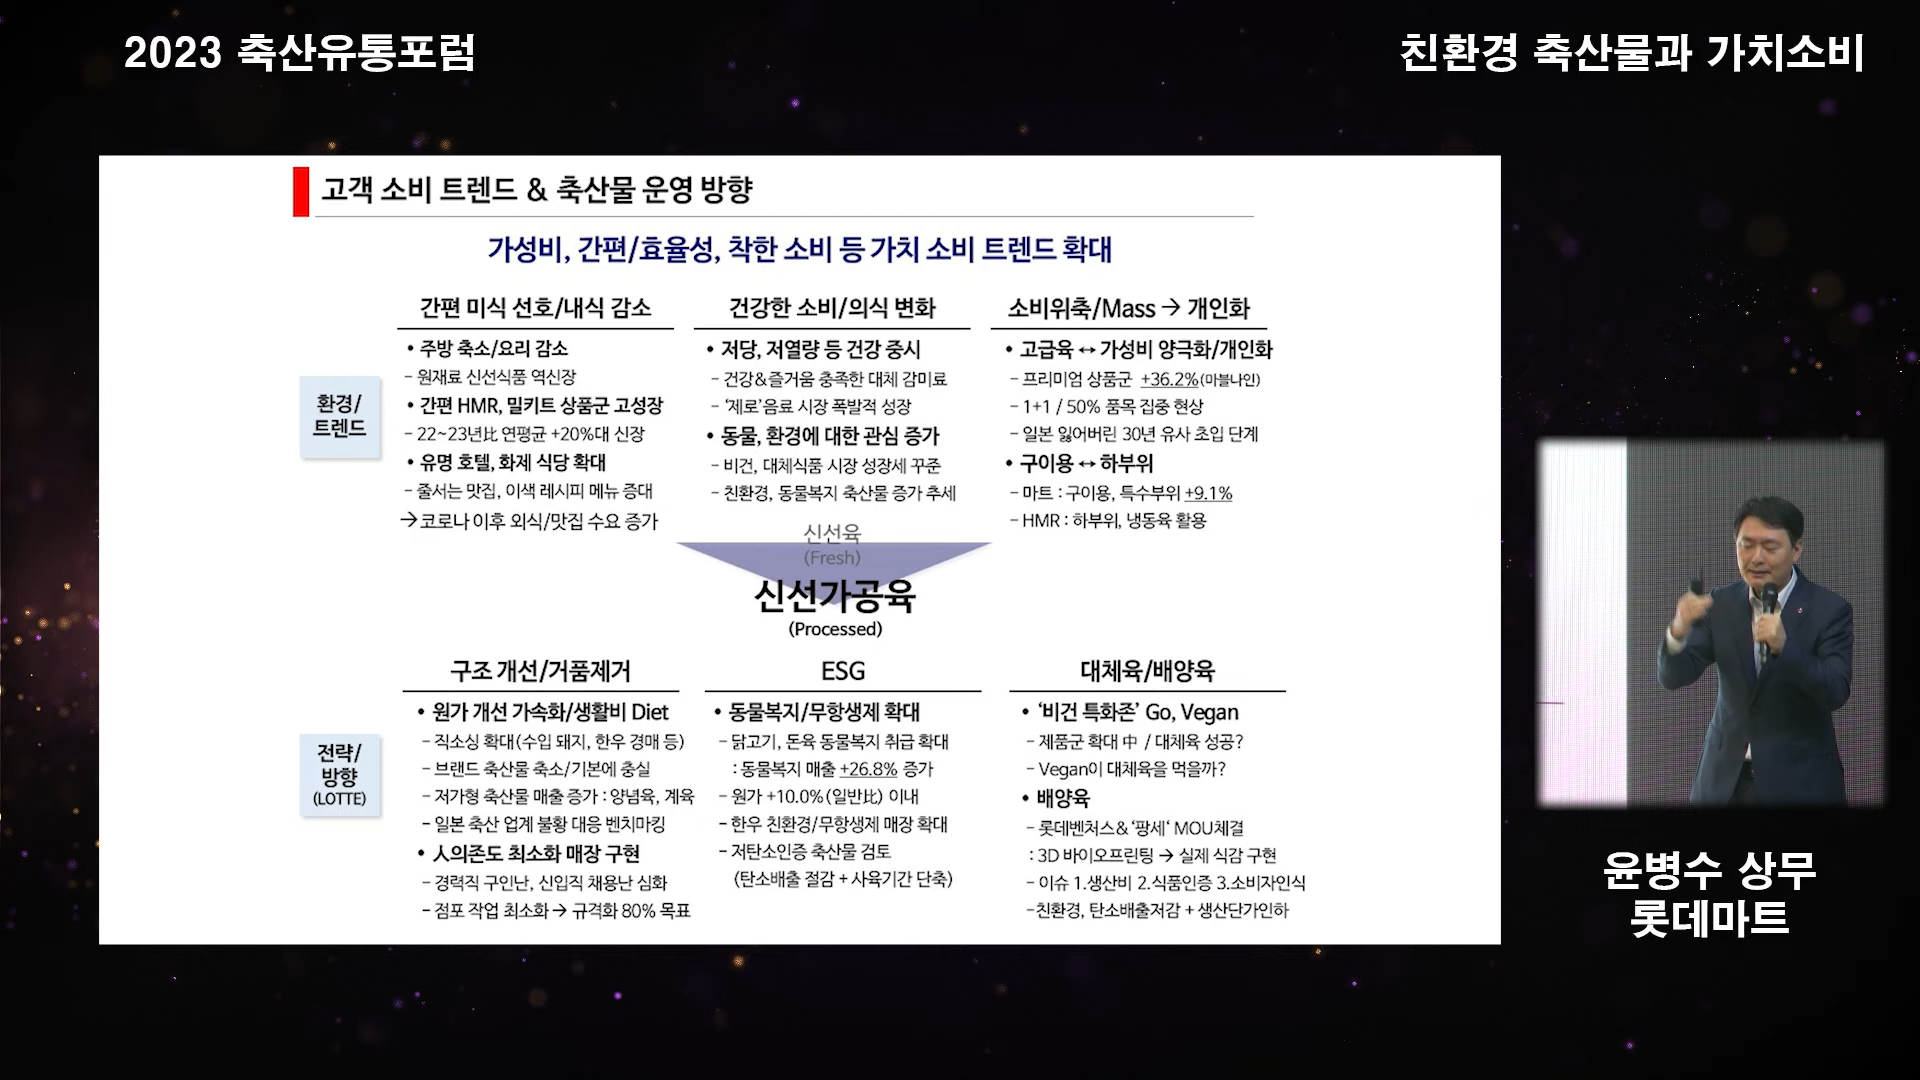 2023 축산유통포럼
친환경 축산물과 가치소비
고객 소비 트렌드 & 축산물 운영 방향
가성비, 간편/효율성, 착한 소비 등 가치 소비 트렌드 확대
환경/
트렌드
간편 미식 선호/내식 감소
• 주방 축소/요리 감소
- 원재료 신선식품 역신장
• 간편 HMR, 밀키트 상품군 고성장
- 22~23년比 연평균 +20%대 신장
• 유명 호텔, 화제 식당 확대
- 줄서는 맛집, 이색 레시피 메뉴 증대
→코로나 이후 외식/맛집 수요 증가
건강한 소비/의식 변화
• 저당, 저열량 등 건강 중시
- 건강&즐거움 충족한 대체 감미료
- ‘제로’음료 시장 폭발적 성장
• 동물, 환경에 대한 관심 증가
- 비건, 대체식품 시장 성장세 꾸준
- 친환경, 동물복지 축산물 증가 추세
소비위축/Mass → 개인화
• 고급육 ↔ 가성비 양극화/개인화
- 프리미엄 상품군 +36.2%(마블나인)
- 1+1 / 50% 품목 집중 현상
- 일본 잃어버린 30년 유사 초입 단계
• 구이용 ↔ 하부위
- 마트 : 구이용, 특수부위 +9.1%
- HMR : 하부위, 냉동육 활용
신선육
(Fresh)
신선가공육
(Processed)
전략/
방향
(LOTTE)
구조 개선/거품제거
• 원가 개선 가속화/생활비 Diet
- 직소싱 확대(수입 돼지, 한우 경매 등)
- 브랜드 축산물 축소/기본에 충실
- 저가형 축산물 매출 증가 : 양념육, 계육
- 일본 축산 업계 불황 대응 벤치마킹
• 人의존도 최소화 매장 구현
- 경력직 구인난, 신입직 채용난 심화
- 점포 작업 최소화 → 규격화 80% 목표
ESG
• 동물복지/무항생제 확대
- 닭고기, 돈육 동물복지 취급 확대
: 동물복지 매출 +26.8% 증가
- 원가 +10.0%(일반比) 이내
- 한우 친환경/무항생제 매장 확대
- 저탄소인증 축산물 검토
(탄소배출 절감 + 사육기간 단축)
대체육/배양육
• ‘비건 특화존’ Go, Vegan
- 제품군 확대 中 / 대체육 성공?
- Vegan이 대체육을 먹을까?
• 배양육
- 롯데벤처스& ‘팡세‘ MOU체결
: 3D 바이오프린팅 → 실제 식감 구현
- 이슈 1.생산비 2.식품인증 3.소비자인식
-친환경, 탄소배출저감 + 생산단가인하
윤병수 상무
롯데마트